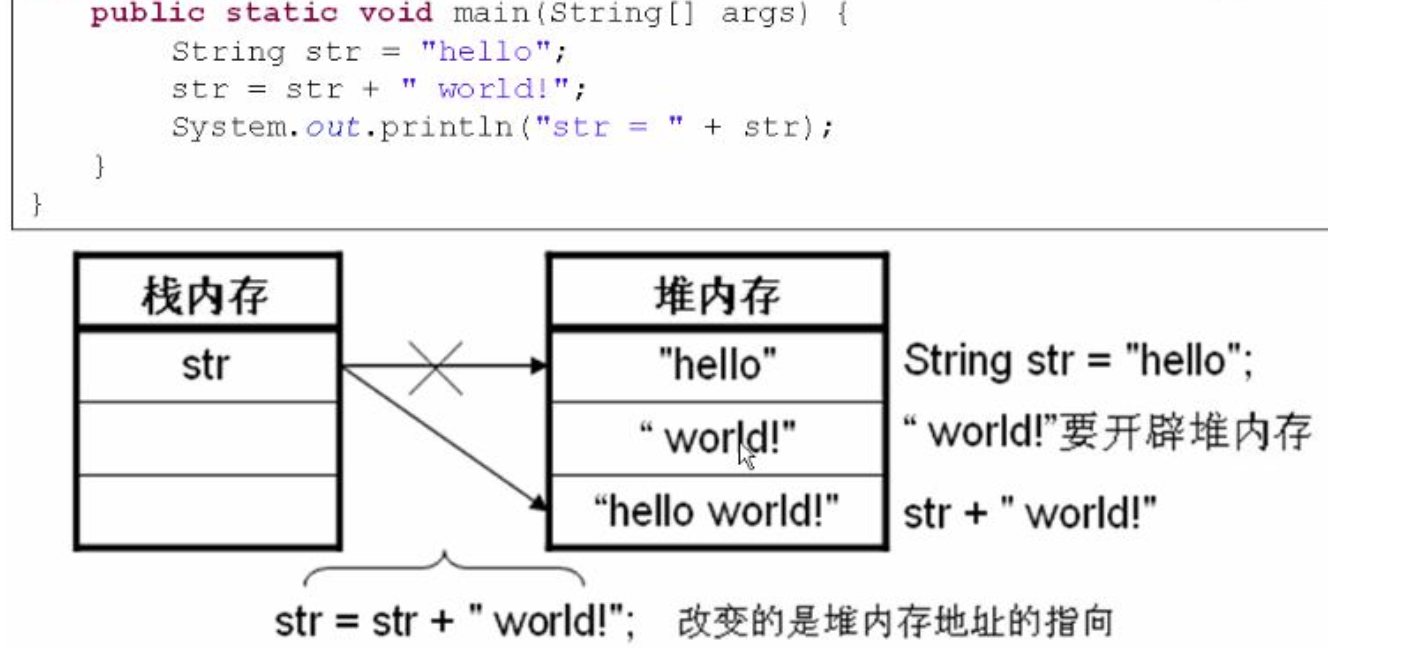 public static void main(String[] args) {
String str = "hello";
str = str + " world!";
System.out.println("str = " + str);
}
}
栈内存 堆内存
str "hello" String str = "hello";
“ world!" “ world!”要开辟堆内存
“hello world!" str + " world!"
str = str + " world!"; 改变的是堆内存地址的指向